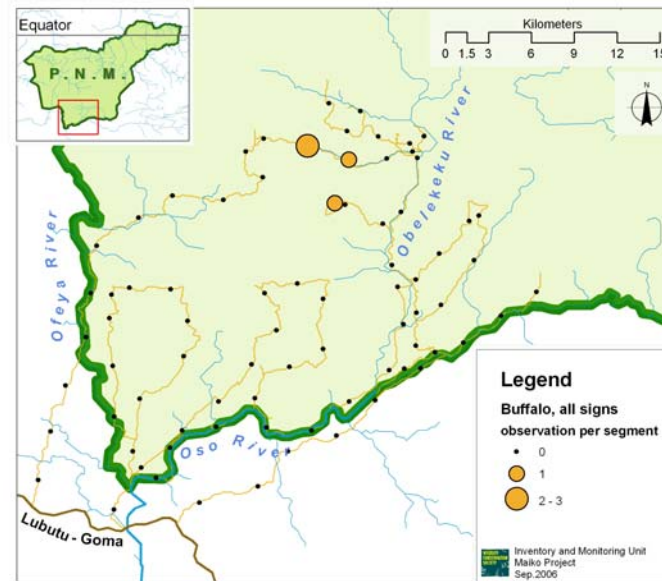 Equator
P. N. M.
Kilometers
0 1.5 3 6 9 12 15
N
Obelekeku River
Ofeya River
Oso River
Lubutu - Goma
Legend
Buffalo, all signs
observation per segment
0
1
2 - 3
Inventory and Monitoring Unit
Maiko Project
Sep.2006